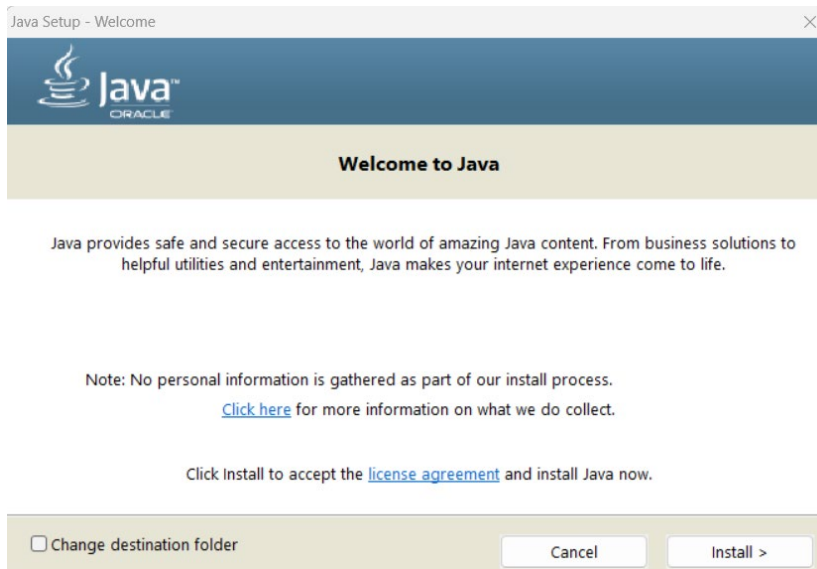 Java Setup - Welcome
Java™
ORACLE
Welcome to Java
Java provides safe and secure access to the world of amazing Java content. From business solutions to
helpful utilities and entertainment, Java makes your internet experience come to life.
Note: No personal information is gathered as part of our install process.
Click here for more information on what we do collect.
Click Install to accept the license agreement and install Java now.
Change destination folder
Cancel
Install >